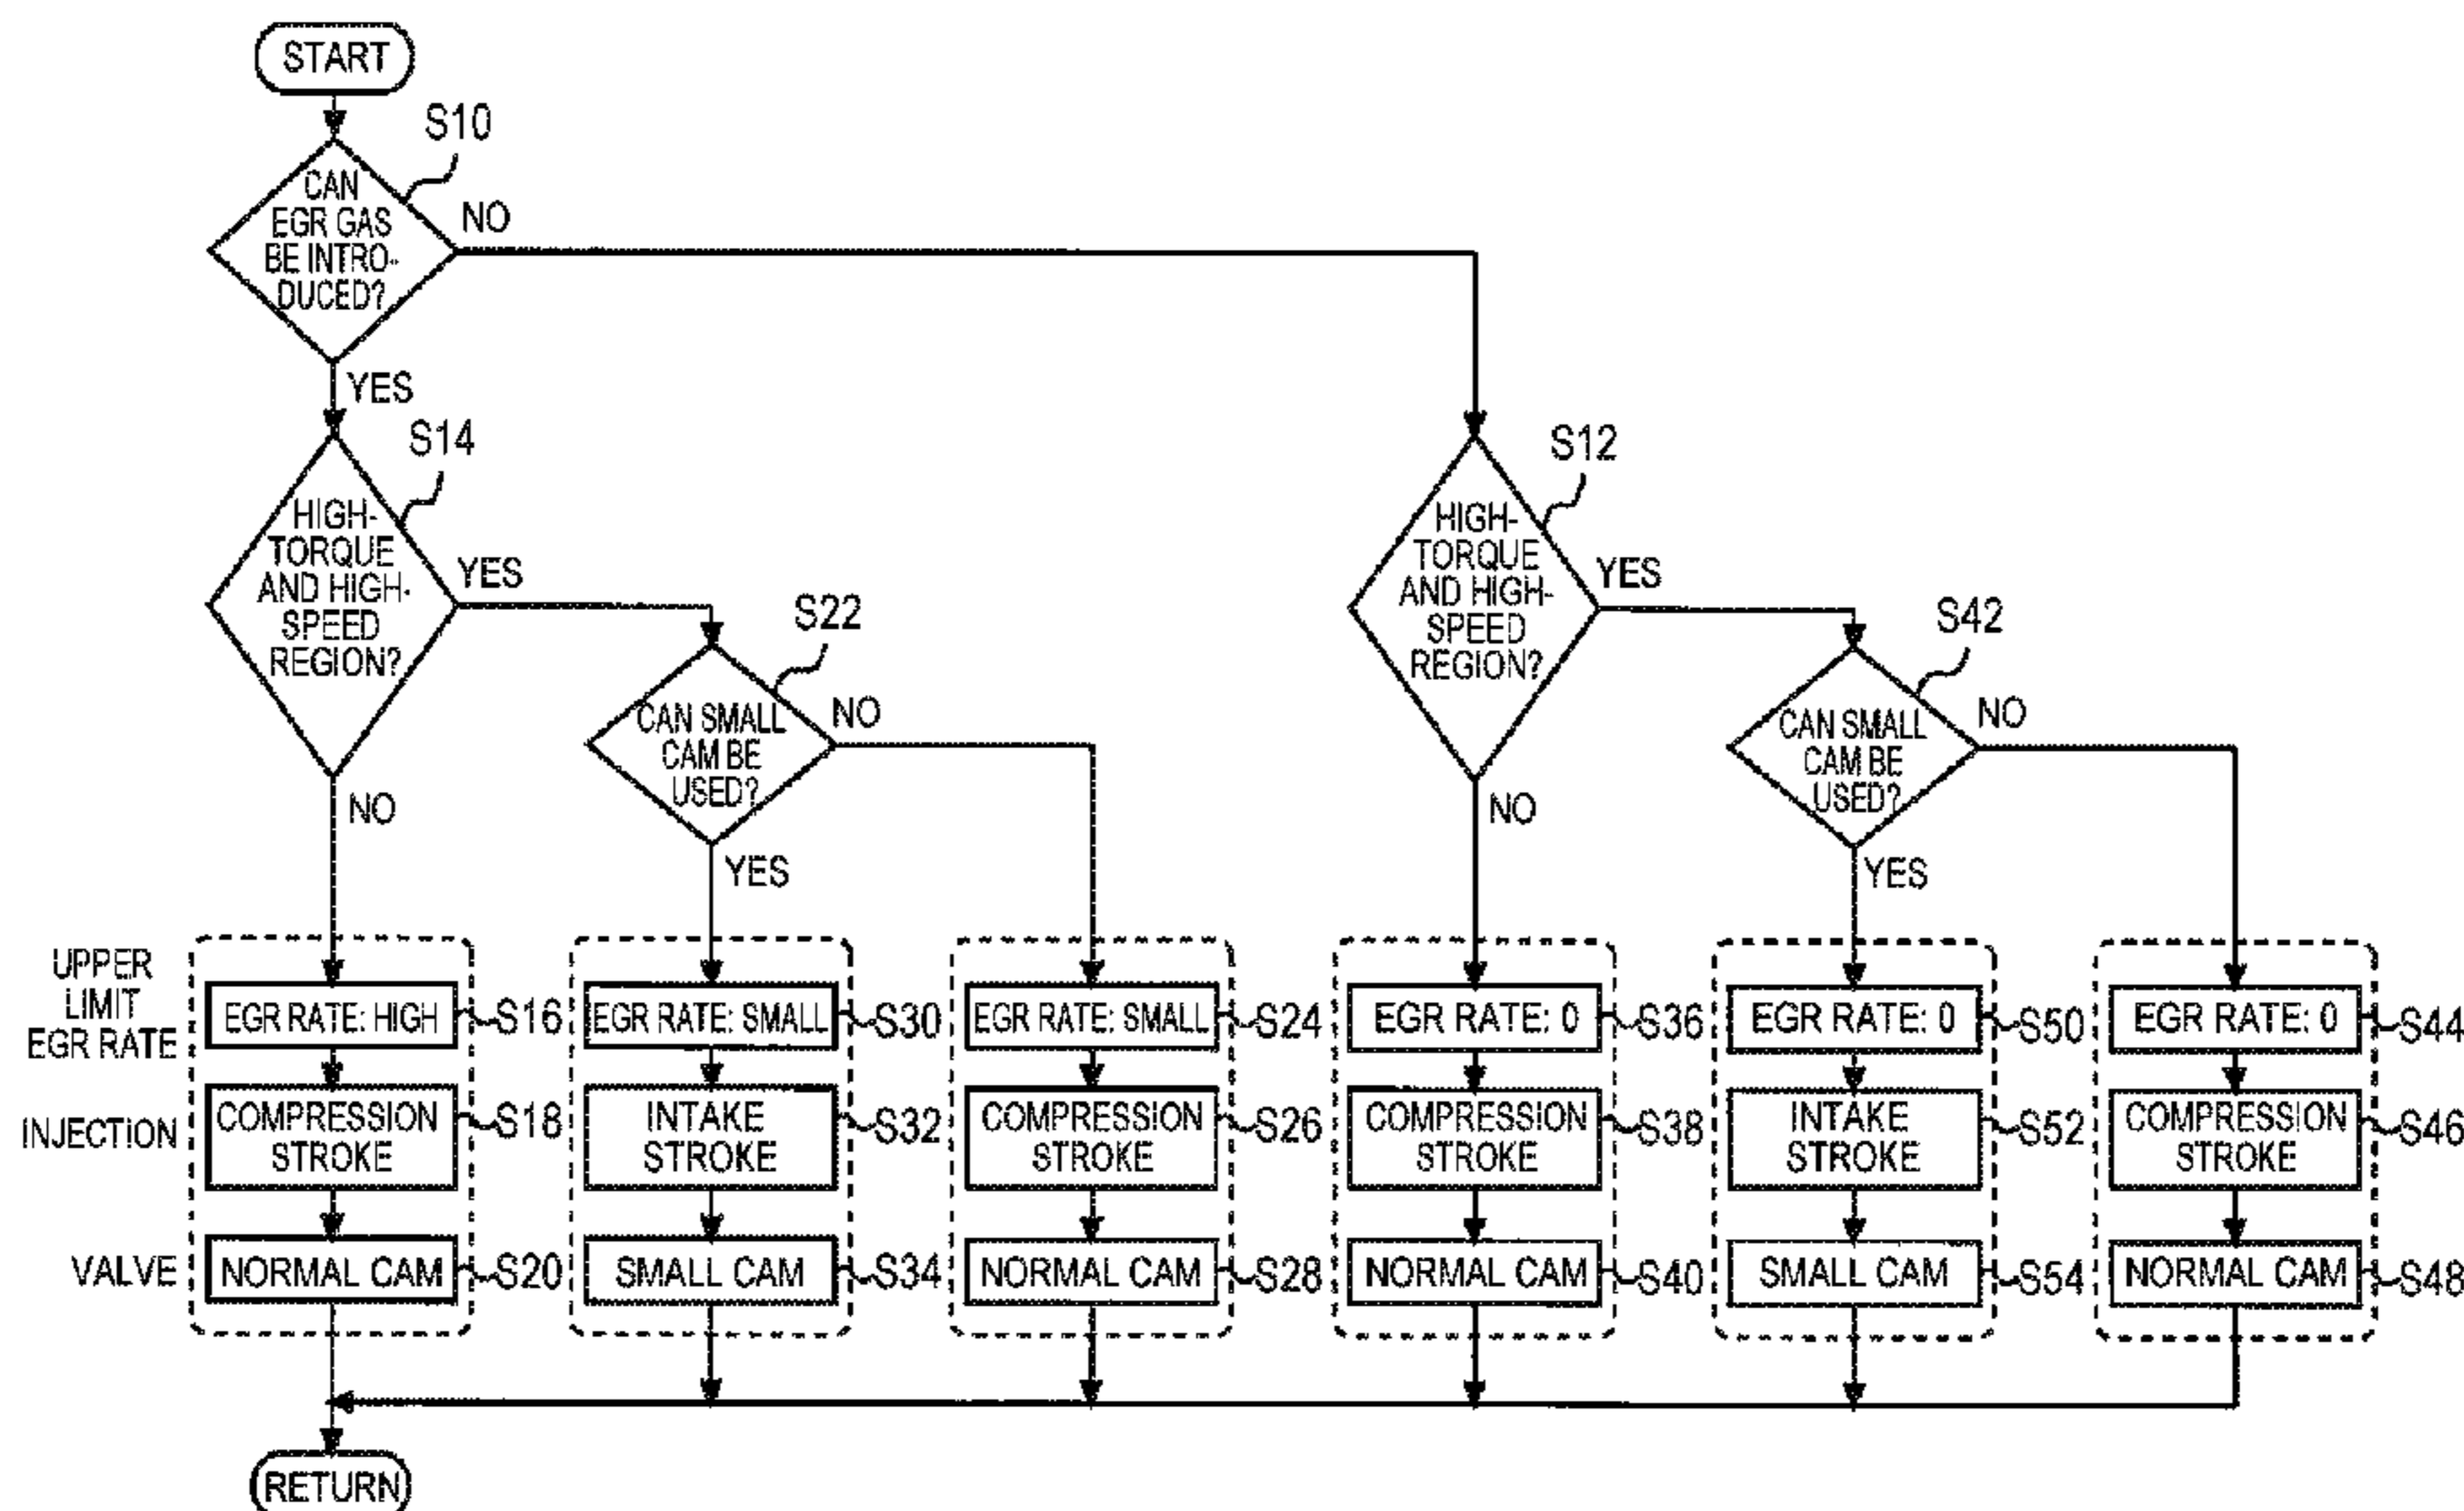 START
S10
CAN
EGR GAS
BE INTRO-
DUCED?
NO
YES
S14
HIGH-
TORQUE
AND HIGH-
SPEED
REGION?
YES
NO
S22
CAN SMALL
CAM BE
USED?
NO
YES
S12
HIGH-
TORQUE
AND HIGH-
SPEED
REGION?
YES
NO
S42
CAN SMALL
CAM BE
USED?
NO
YES
UPPER
LIMIT
EGR RATE
EGR RATE: HIGH S16
EGR RATE: SMALL S30
EGR RATE: SMALL S24
EGR RATE: 0 S36
EGR RATE: 0 S50
EGR RATE: 0 S44
INJECTION
COMPRESSION
STROKE
S18
INTAKE
STROKE
S32
COMPRESSION
STROKE
S26
COMPRESSION
STROKE
S38
INTAKE
STROKE
S52
COMPRESSION
STROKE
S46
VALVE
NORMAL CAM S20
SMALL CAM S34
NORMAL CAM S28
NORMAL CAM S40
SMALL CAM S54
NORMAL CAM S48
RETURN